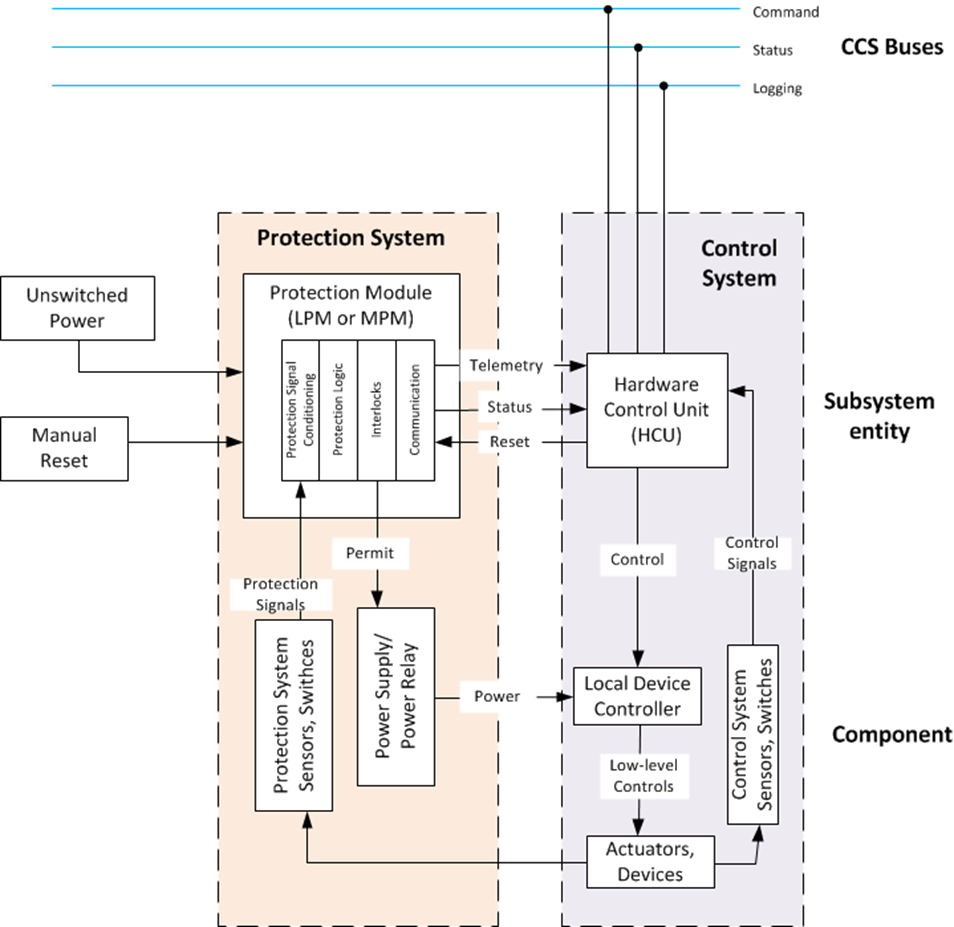 Command
Status
CCS Buses
Logging
Protection System
Control
System
Unswitched
Power
Protection Module
(LPM or MPM)
Protection Signal
Conditioning
Protection Logic
Interlocks
Communication
Telemetry
Status
Reset
Hardware
Control Unit
(HCU)
Subsystem
entity
Manual
Reset
Permit
Control
Control
Signals
Protection
Signals
Protection System
Sensors, Swithces
Power Supply/
Power Relay
Power
Local Device
Controller
Control System
Sensors, Switches
Component
Low-level
Controls
Actuators,
Devices